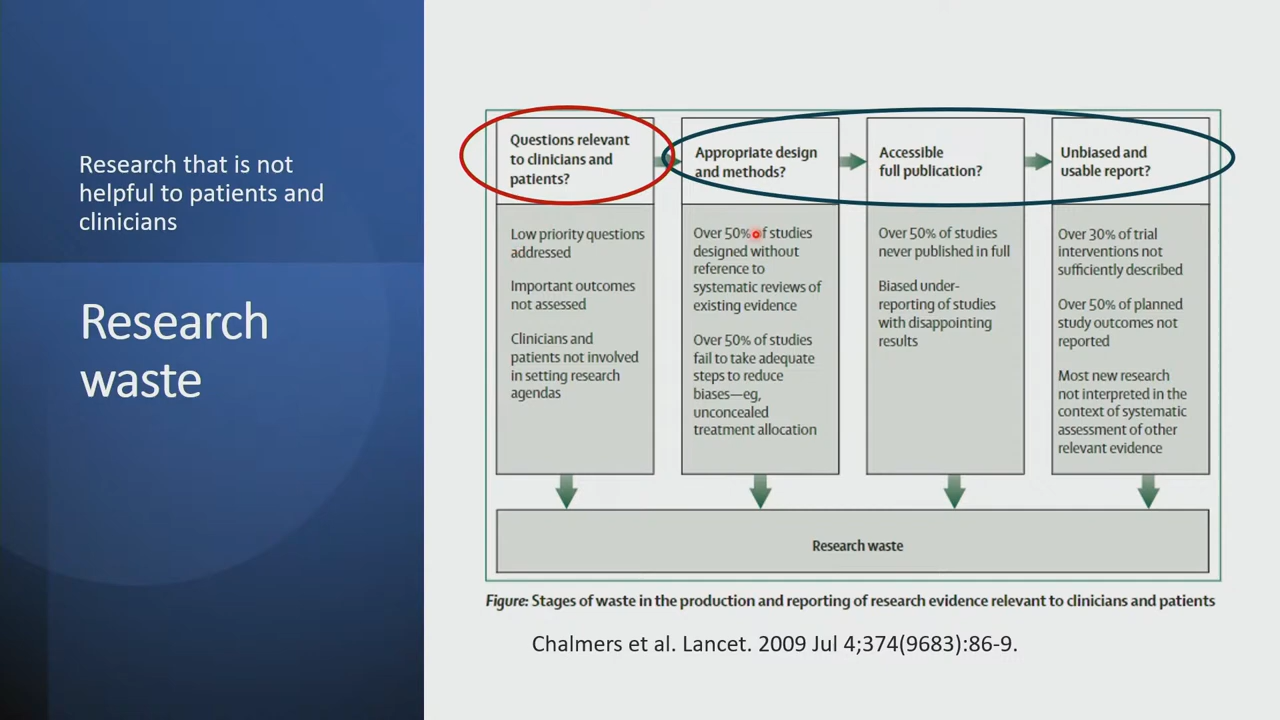 Research that is not
helpful to patients and
clinicians
Research
waste
Questions relevant
to clinicians and
patients?
Low priority questions
addressed
Important outcomes
not assessed
Clinicians and
patients not involved
in setting research
agendas
Appropriate design
and methods?
Over 50% of studies
designed without
reference to
systematic reviews of
existing evidence
Over 50% of studies
fail to take adequate
steps to reduce
biases—eg,
unconcealed
treatment allocation
Accessible
full publication?
Over 50% of studies
never published in full
Biased under-
reporting of studies
with disappointing
results
Unbiased and
usable report?
Over 30% of trial
interventions not
sufficiently described
Over 50% of planned
study outcomes not
reported
Most new research
not interpreted in the
context of systematic
assessment of other
relevant evidence
Research waste
Figure: Stages of waste in the production and reporting of research evidence relevant to clinicians and patients
Chalmers et al. Lancet. 2009 Jul 4;374(9683):86-9.